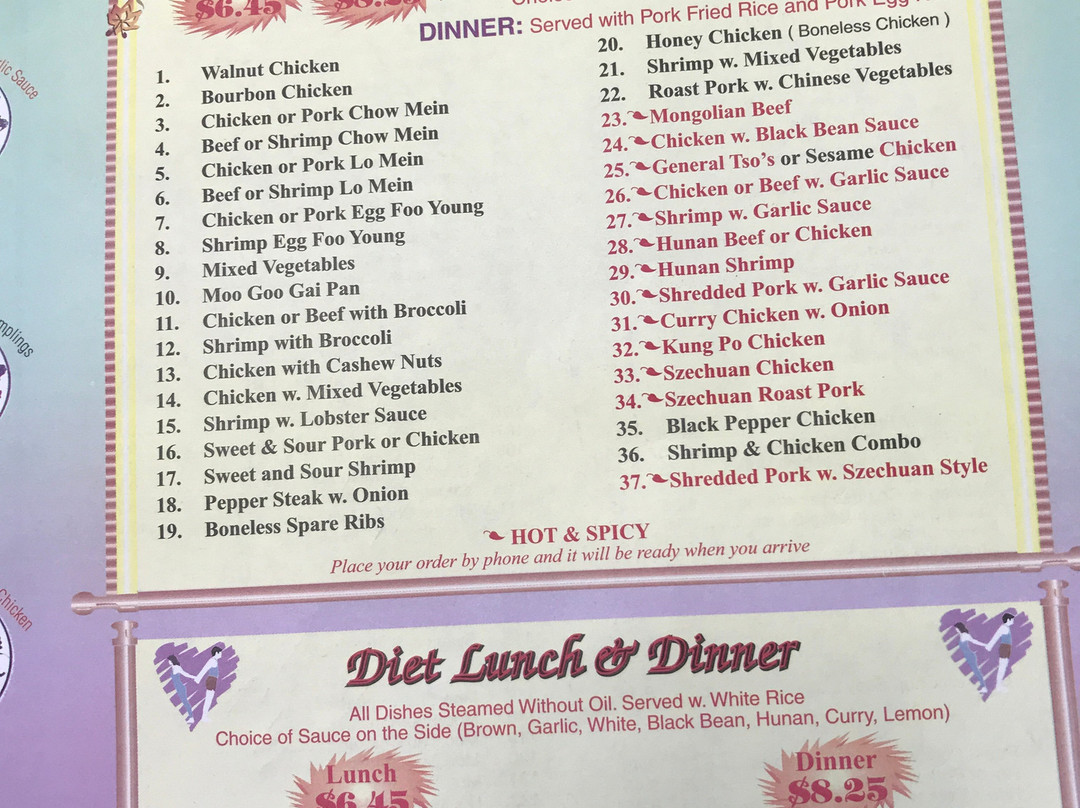 $6.45
$8.25
DINNER: Served with Pork Fried Rice and Pork Egg
1. Walnut Chicken
2. Bourbon Chicken
3. Chicken or Pork Chow Mein
4. Beef or Shrimp Chow Mein
5. Chicken or Pork Lo Mein
6. Beef or Shrimp Lo Mein
7. Chicken or Pork Egg Foo Young
8. Shrimp Egg Foo Young
9. Mixed Vegetables
10. Moo Goo Gai Pan
11. Chicken or Beef with Broccoli
12. Shrimp with Broccoli
13. Chicken with Cashew Nuts
14. Chicken w. Mixed Vegetables
15. Shrimp w. Lobster Sauce
16. Sweet & Sour Pork or Chicken
17. Sweet and Sour Shrimp
18. Pepper Steak w. Onion
19. Boneless Spare Ribs
20. Honey Chicken ( Boneless Chicken )
21. Shrimp w. Mixed Vegetables
22. Roast Pork w. Chinese Vegetables
23. Mongolian Beef
24. Chicken w. Black Bean Sauce
25. General Tso's or Sesame Chicken
26. Chicken or Beef w. Garlic Sauce
27. Shrimp w. Garlic Sauce
28. Hunan Beef or Chicken
29. Hunan Shrimp
30. Shredded Pork w. Garlic Sauce
31. Curry Chicken w. Onion
32. Kung Po Chicken
33. Szechuan Chicken
34. Szechuan Roast Pork
35. Black Pepper Chicken
36. Shrimp & Chicken Combo
37. Shredded Pork w. Szechuan Style
HOT & SPICY
Place your order by phone and it will be ready when you arrive
Diet Lunch & Dinner
All Dishes Steamed Without Oil. Served w. White Rice
Choice of Sauce on the Side (Brown, Garlic, White, Black Bean, Hunan, Curry, Lemon)
Lunch
$6.45
Dinner
$8.25
Sauce
Chicken